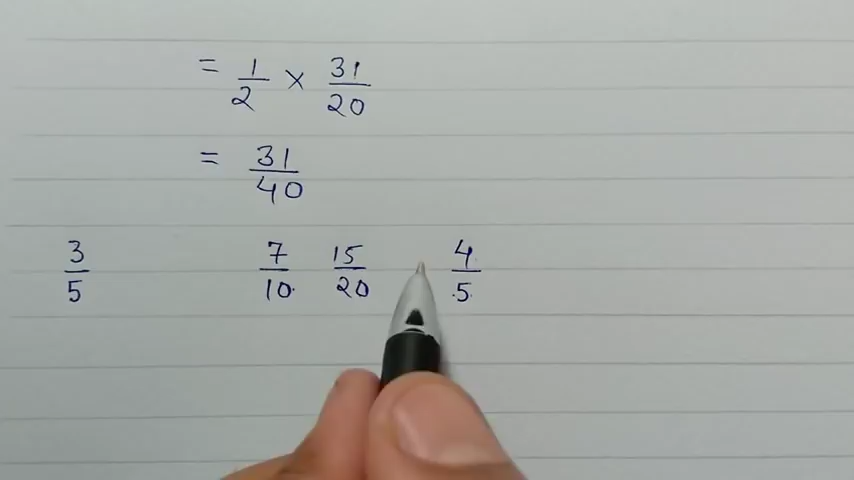 = 1/2 × 31/20
= 31/40
3/5 7/10 15/20 4/5